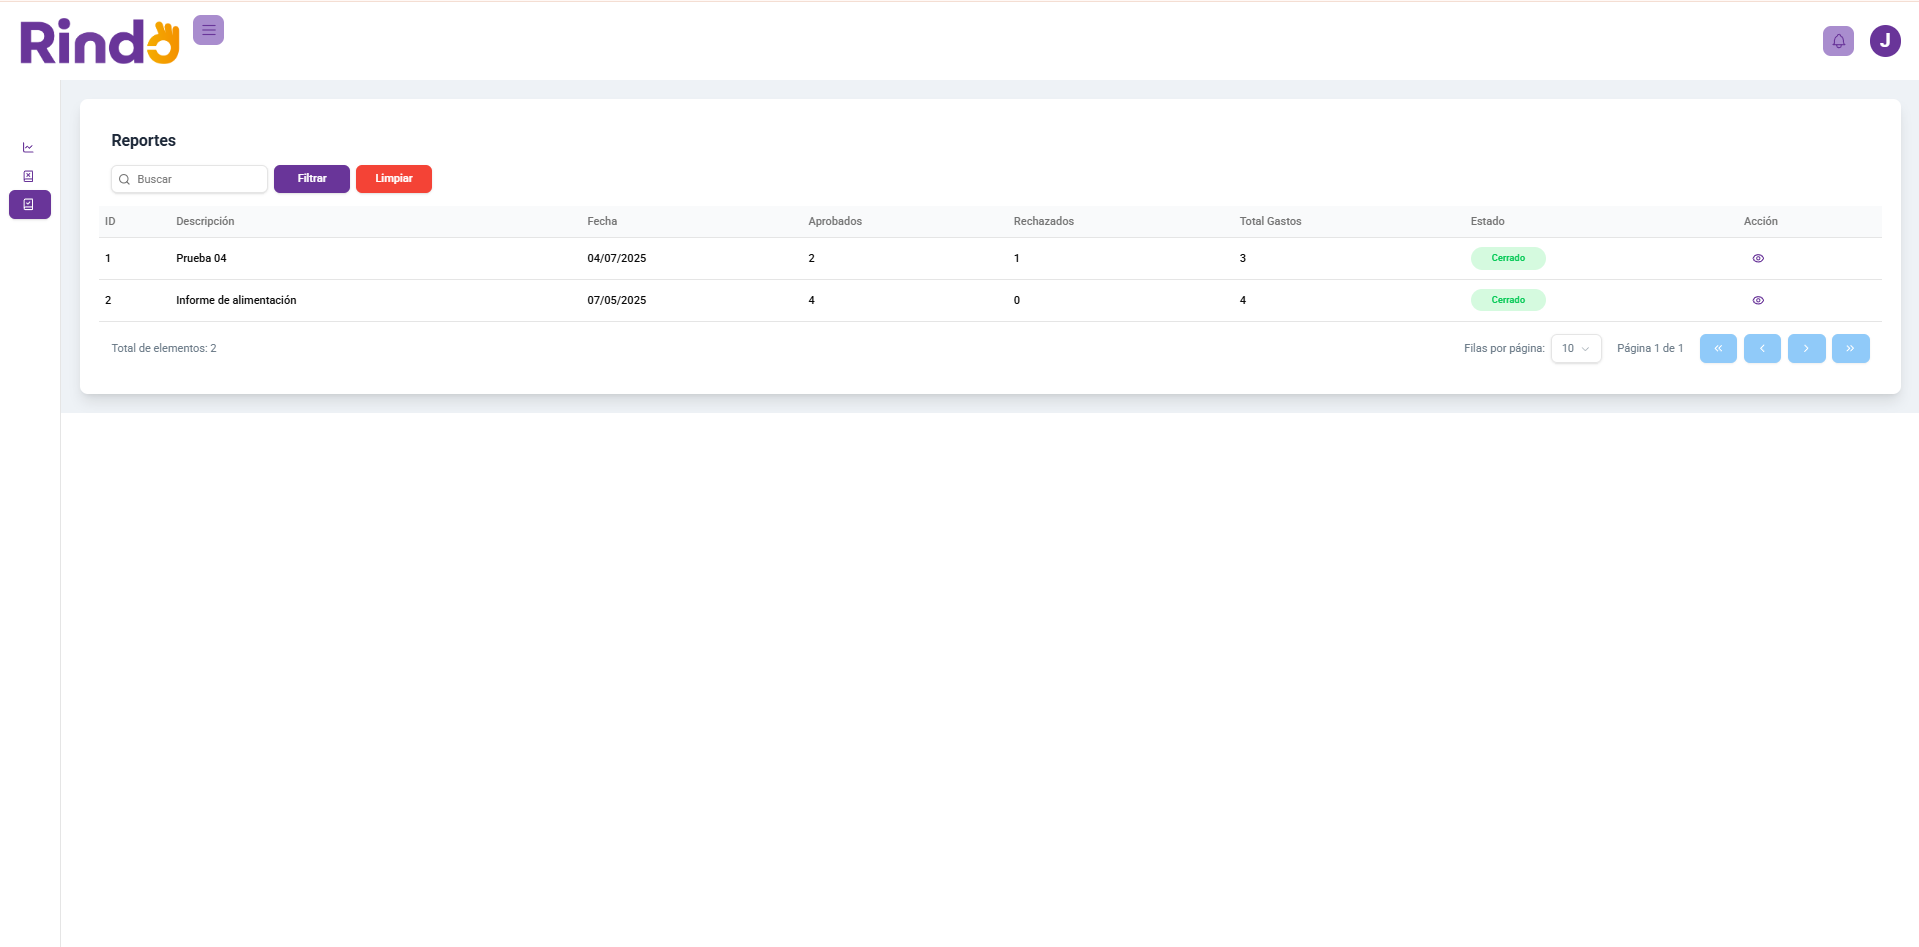 Rindo
J
Reportes
Buscar Filtrar Limpiar
ID Descripción Fecha Aprobados Rechazados Total Gastos Estado Acción
1 Prueba 04 04/07/2025 2 1 3 Cerrado
2 Informe de alimentación 07/05/2025 4 0 4 Cerrado
Total de elementos: 2 Filas por página: 10 Página 1 de 1